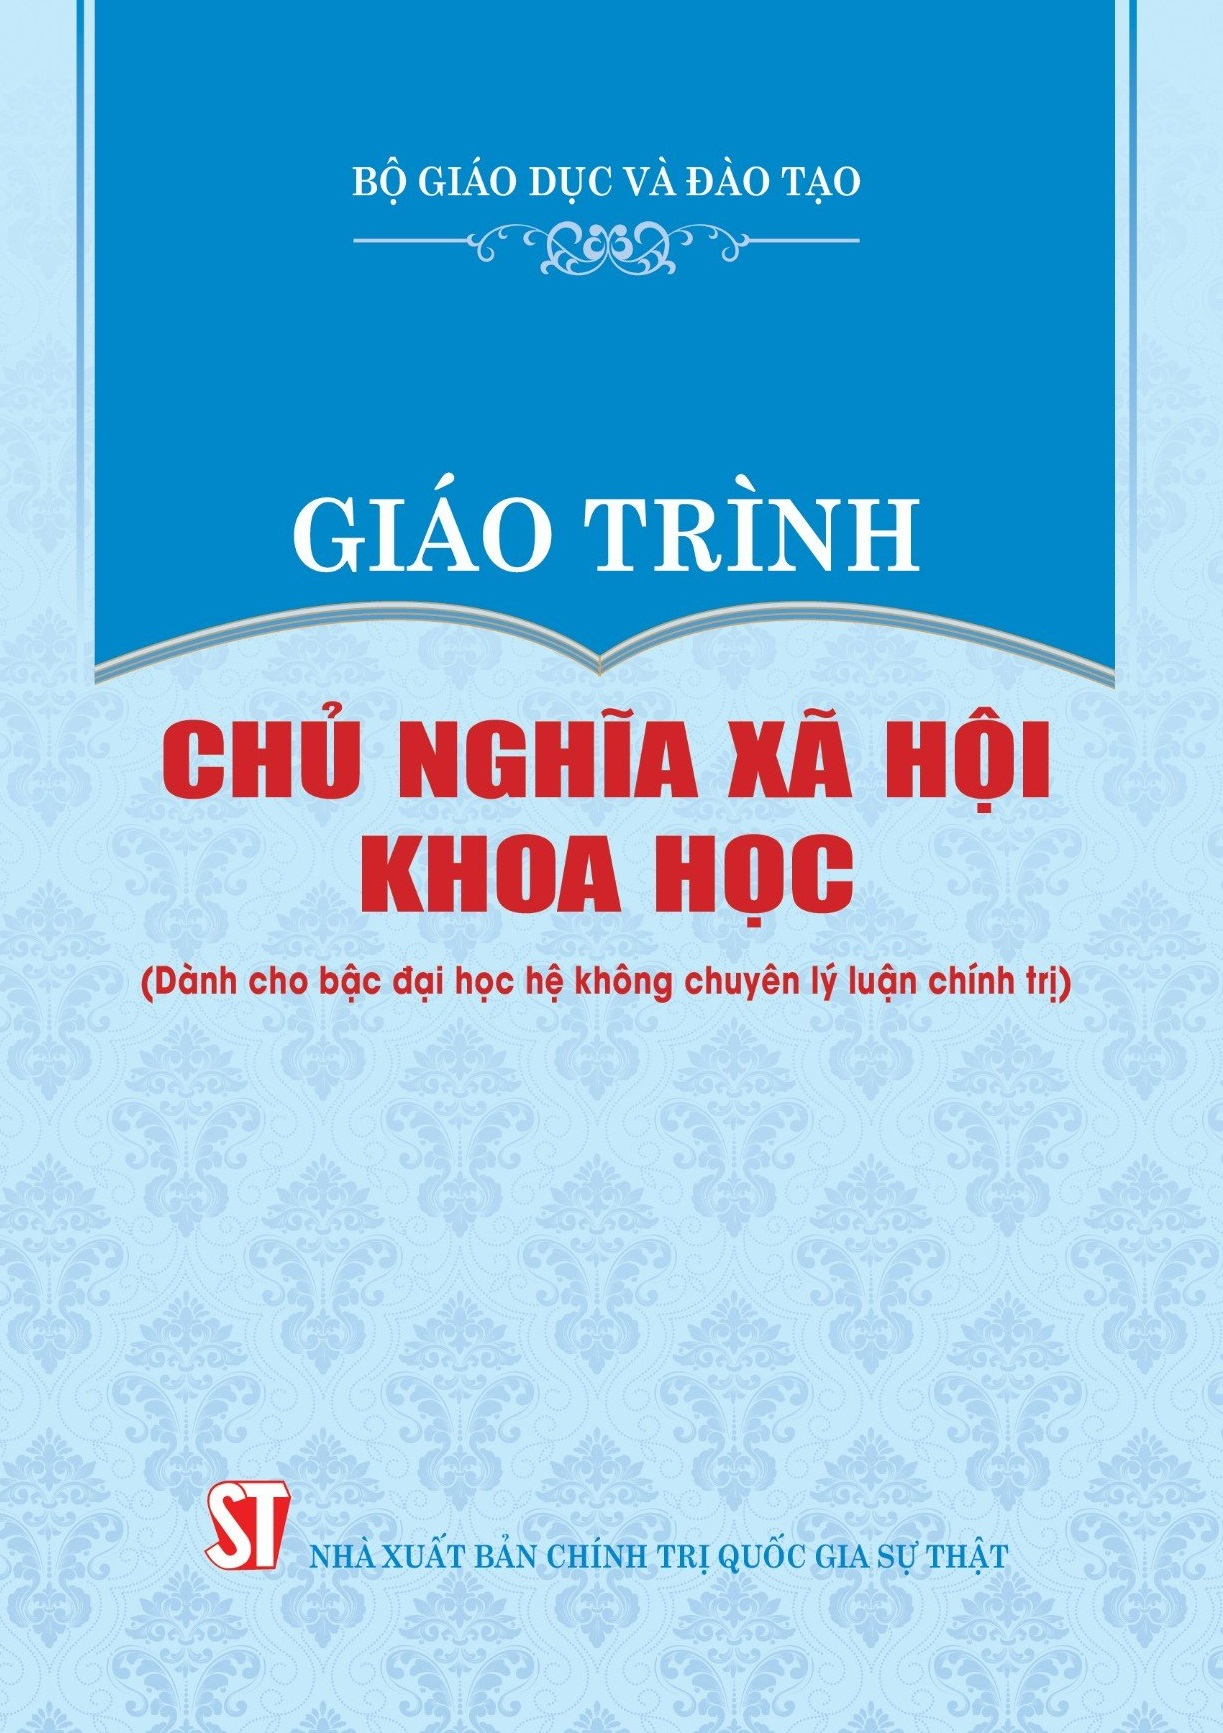 BỘ GIÁO DỤC VÀ ĐÀO TẠO
GIÁO TRÌNH
CHỦ NGHĨA XÃ HỘI
KHOA HỌC
(Dành cho bậc đại học hệ không chuyên lý luận chính trị)
ST
NHÀ XUẤT BẢN CHÍNH TRỊ QUỐC GIA SỰ THẬT